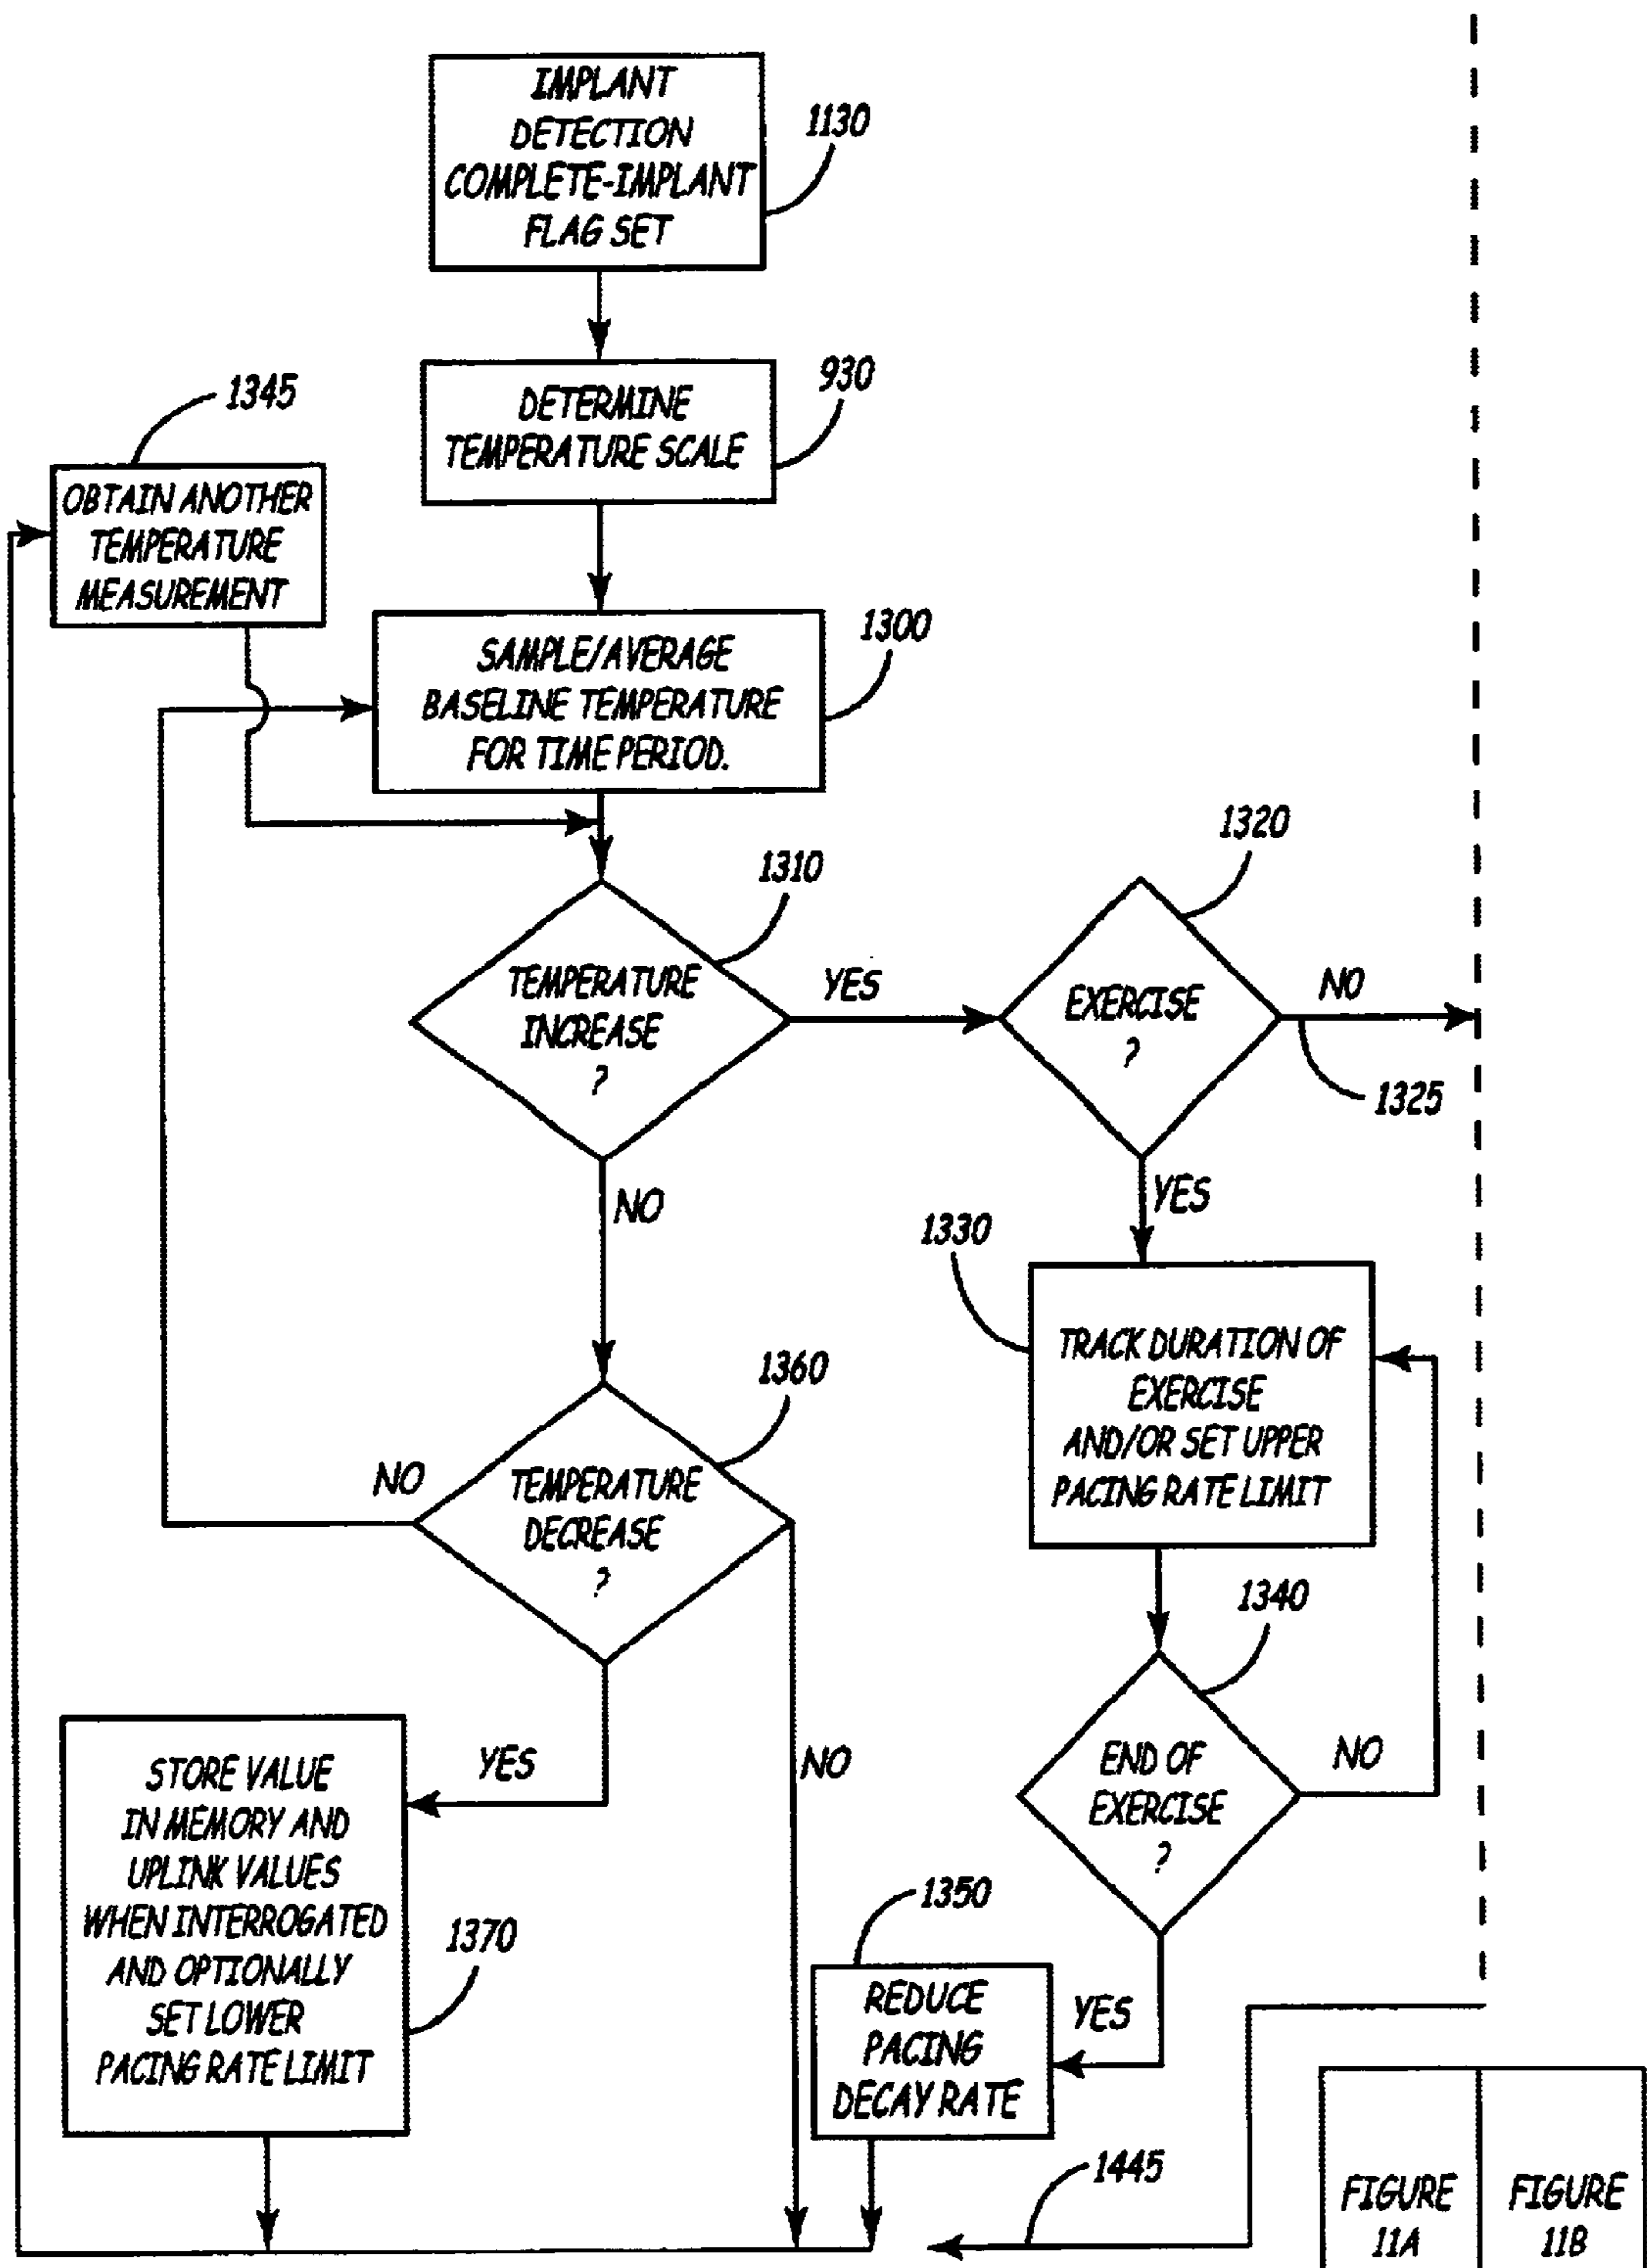 IMPLANT
DETECTION
COMPLETE-IMPLANT
FLAG SET
1130
DETERMINE
TEMPERATURE SCALE
930
1345
OBTAIN ANOTHER
TEMPERATURE
MEASUREMENT
SAMPLE/AVERAGE
BASELINE TEMPERATURE
FOR TIME PERIOD.
1300
1310
TEMPERATURE
INCREASE
?
YES
NO
1320
EXERCISE
?
NO
1325
YES
1330
TRACK DURATION OF
EXERCISE
AND/OR SET UPPER
PACING RATE LIMIT
1360
TEMPERATURE
DECREASE
?
NO
YES
NO
1340
END OF
EXERCISE
?
NO
YES
STORE VALUE
IN MEMORY AND
UPLINK VALUES
WHEN INTERROGATED
AND OPTIONALLY
SET LOWER
PACING RATE LIMIT
1370
1350
REDUCE
PACING
DECAY RATE
1445
FIGURE
11A
FIGURE
11B